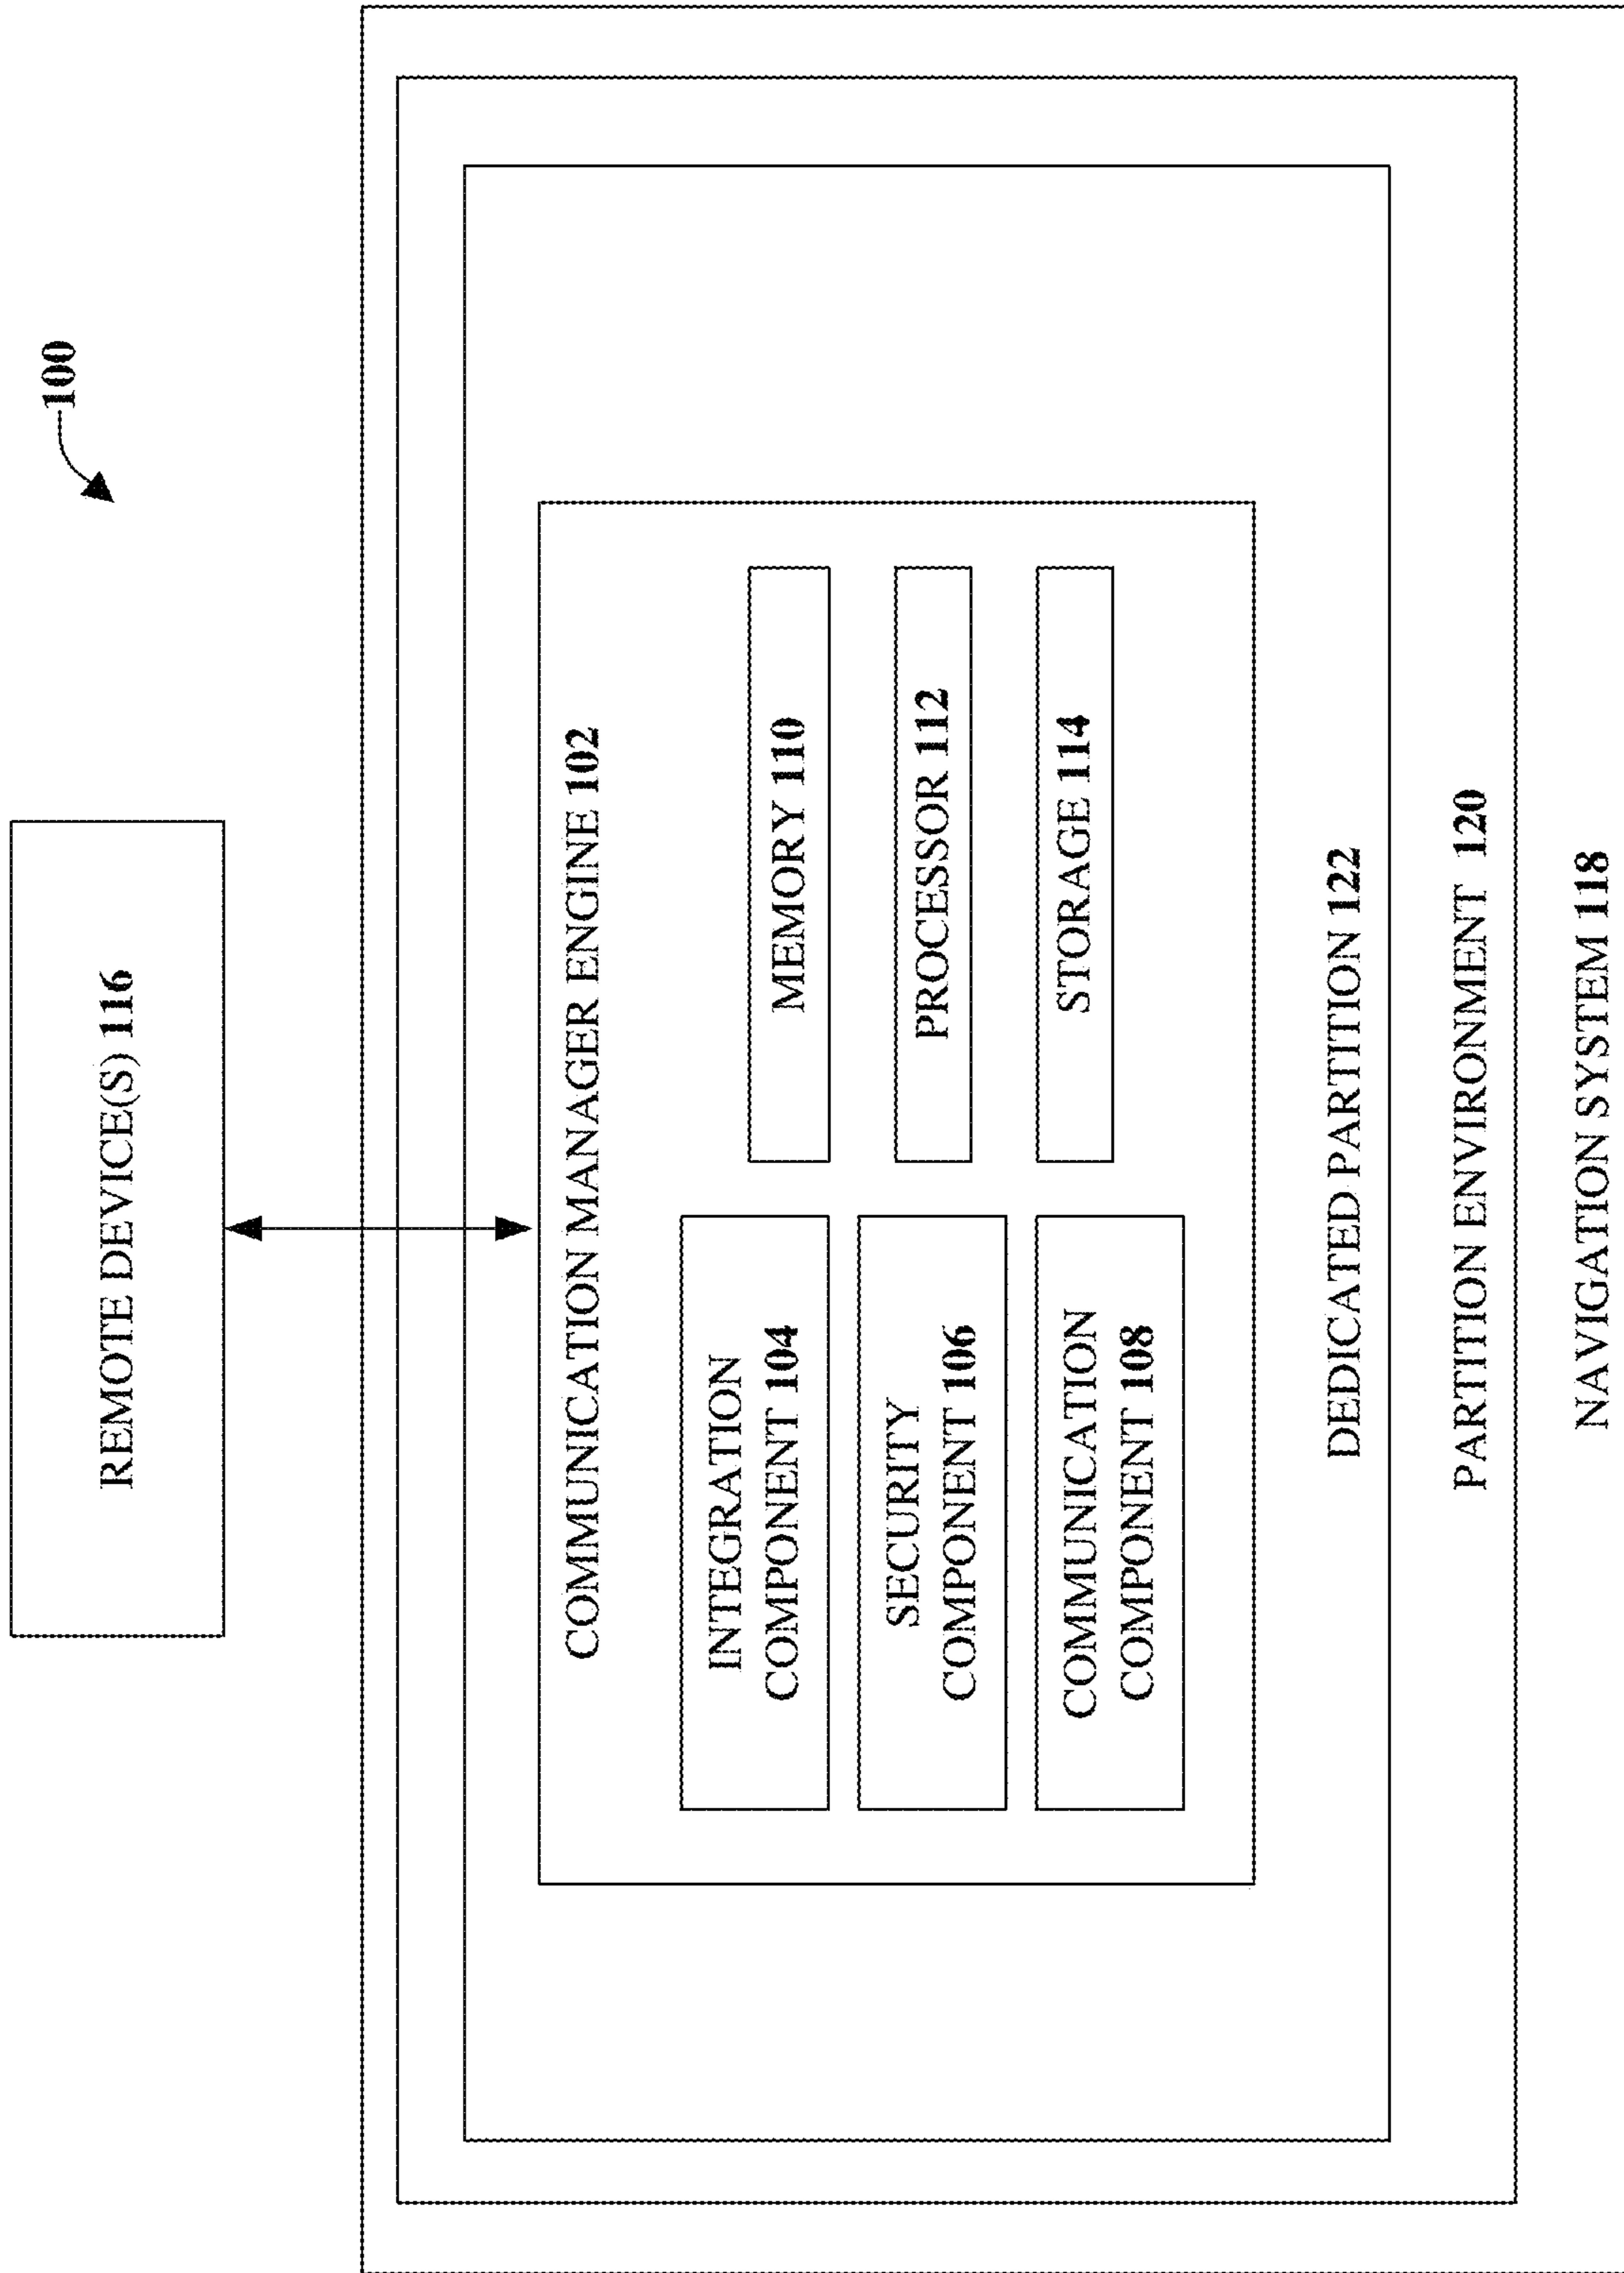 100
REMOTE DEVICE(S) 116
COMMUNICATION MANAGER ENGINE 102
INTEGRATION
COMPONENT 104
MEMORY 110
SECURITY
COMPONENT 106
PROCESSOR 112
COMMUNICATION
COMPONENT 108
STORAGE 114
DEDICATED PARTITION 122
PARTITION ENVIRONMENT 120
NAVIGATION SYSTEM 118